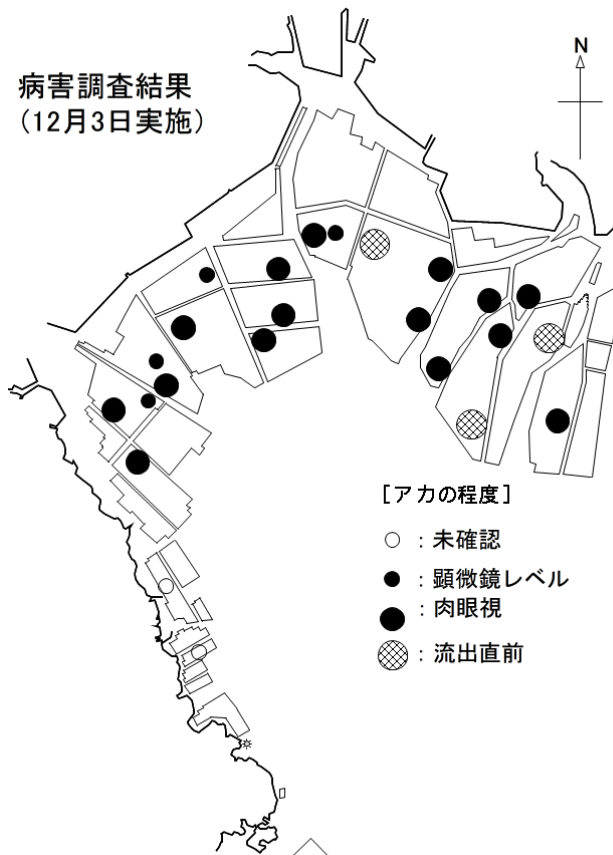 病害調査結果
（12月3日実施）
N
［アカの程度］
：未確認
：顕微鏡レベル
：肉眼視
：流出直前